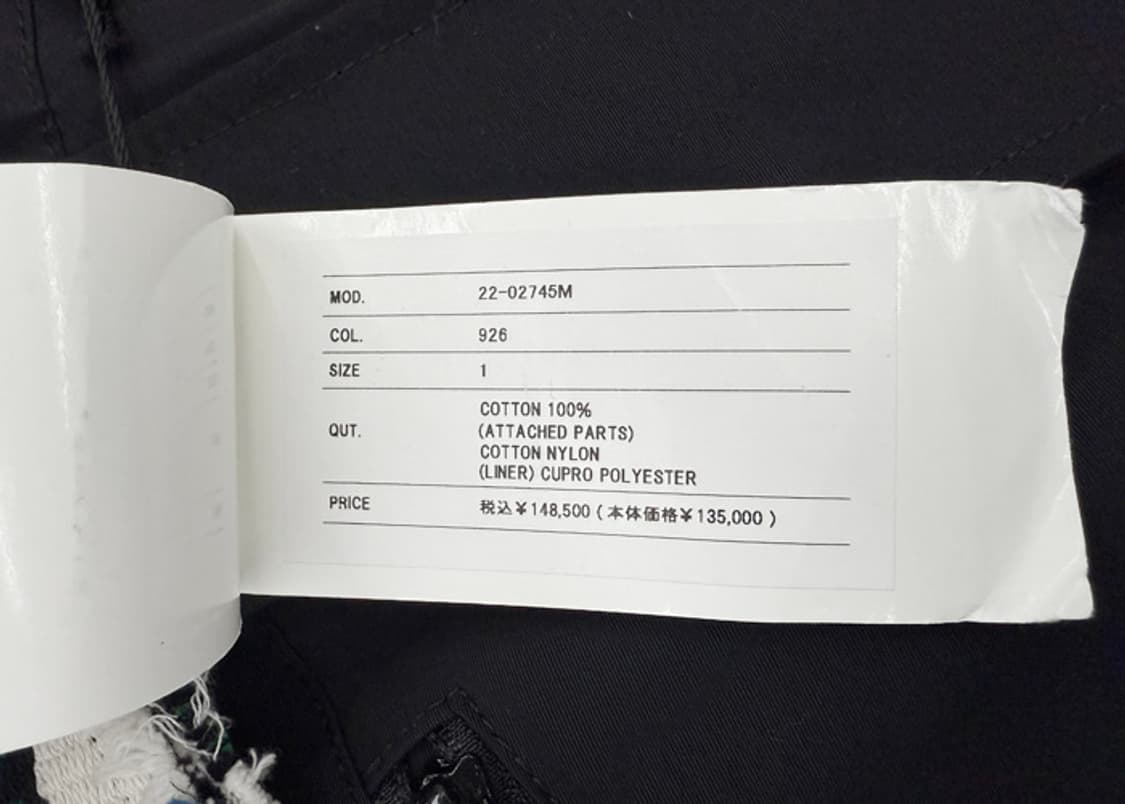 MOD. 22-02745M
COL. 926
SIZE 1
QUT. COTTON 100%
(ATTACHED PARTS)
COTTON NYLON
(LINER) CUPRO POLYESTER
PRICE 税込¥148,500 (本体価格¥135,000 )